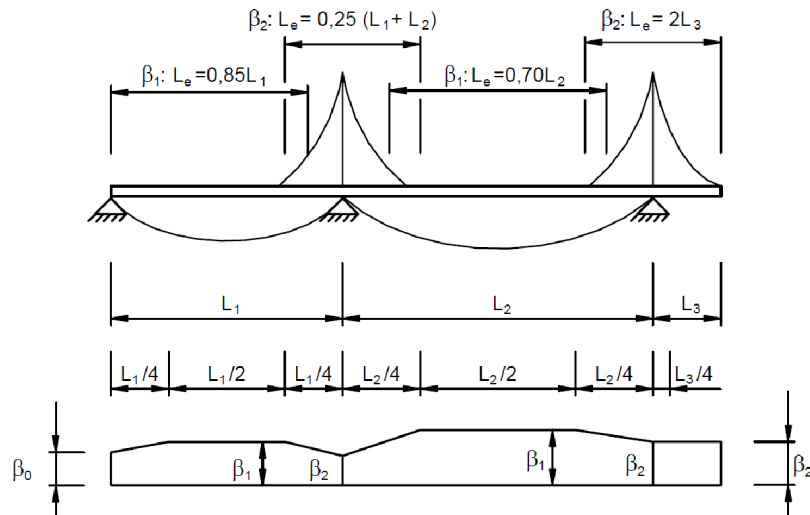 β₂: Lₑ = 0,25 (L₁ + L₂)
β₂: Lₑ = 2L₃
β₁: Lₑ=0,85L₁
β₁: Lₑ=0,70L₂
L₁
L₂
L₃
L₁/4
L₁/2
L₁/4
L₂/4
L₂/2
L₂/4
L₃/4
β₀
β₁
β₂
β₁
β₂
β₂